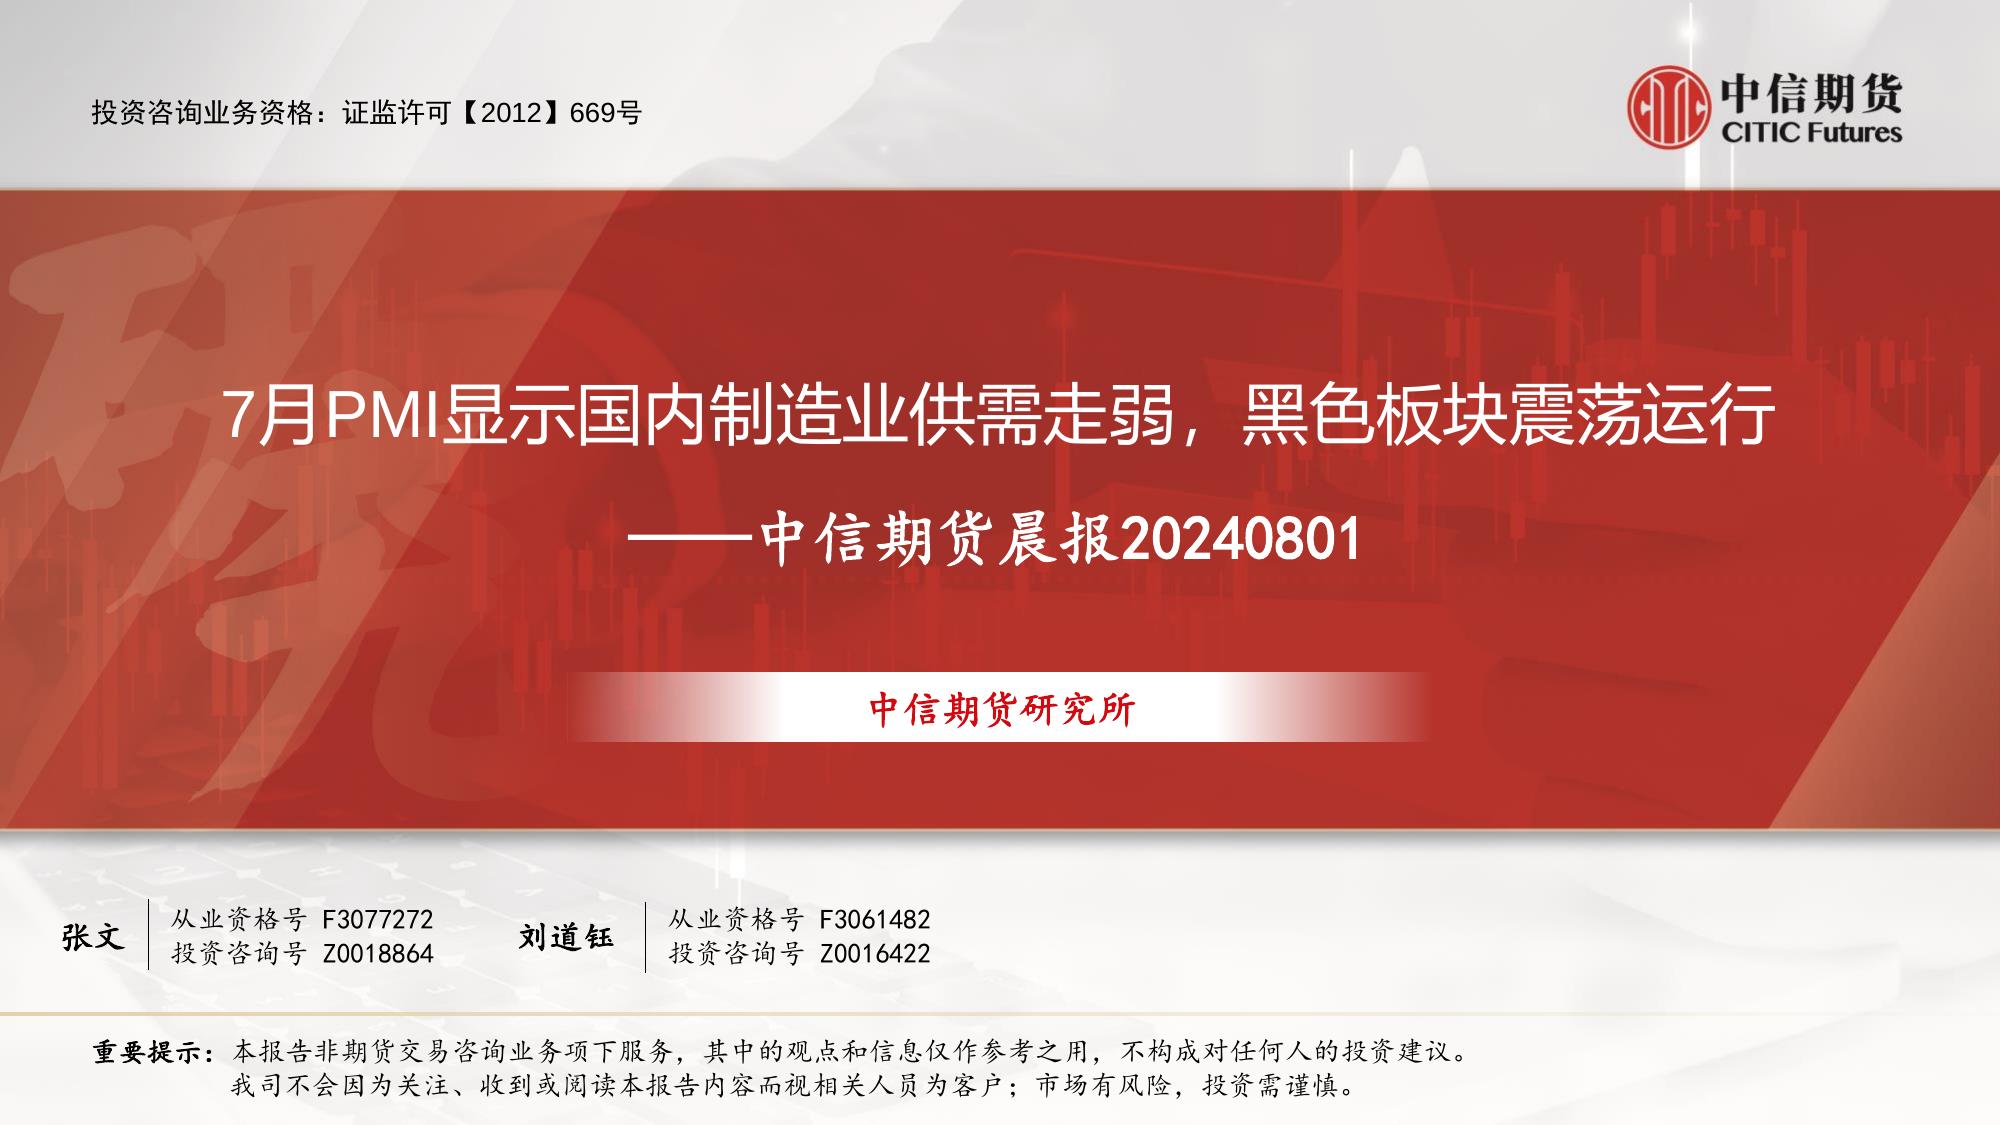 投资咨询业务资格：证监许可【2012】669号
中信期货
CITIC Futures
7月PMI显示国内制造业供需走弱，黑色板块震荡运行
——中信期货晨报20240801
中信期货研究所
张文
从业资格号 F3077272
投资咨询号 Z0018864
刘道钰
从业资格号 F3061482
投资咨询号 Z0016422
重要提示：本报告非期货交易咨询业务项下服务，其中的观点和信息仅作参考之用，不构成对任何人的投资建议。
我司不会因为关注、收到或阅读本报告内容而视相关人员为客户；市场有风险，投资需谨慎。
研究